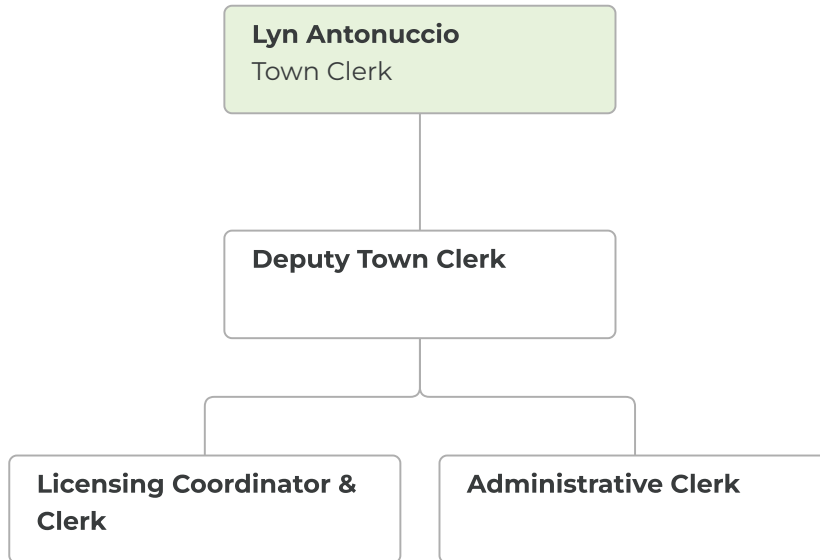 Lyn Antonuccio
Town Clerk
Deputy Town Clerk
Licensing Coordinator &
Clerk
Administrative Clerk